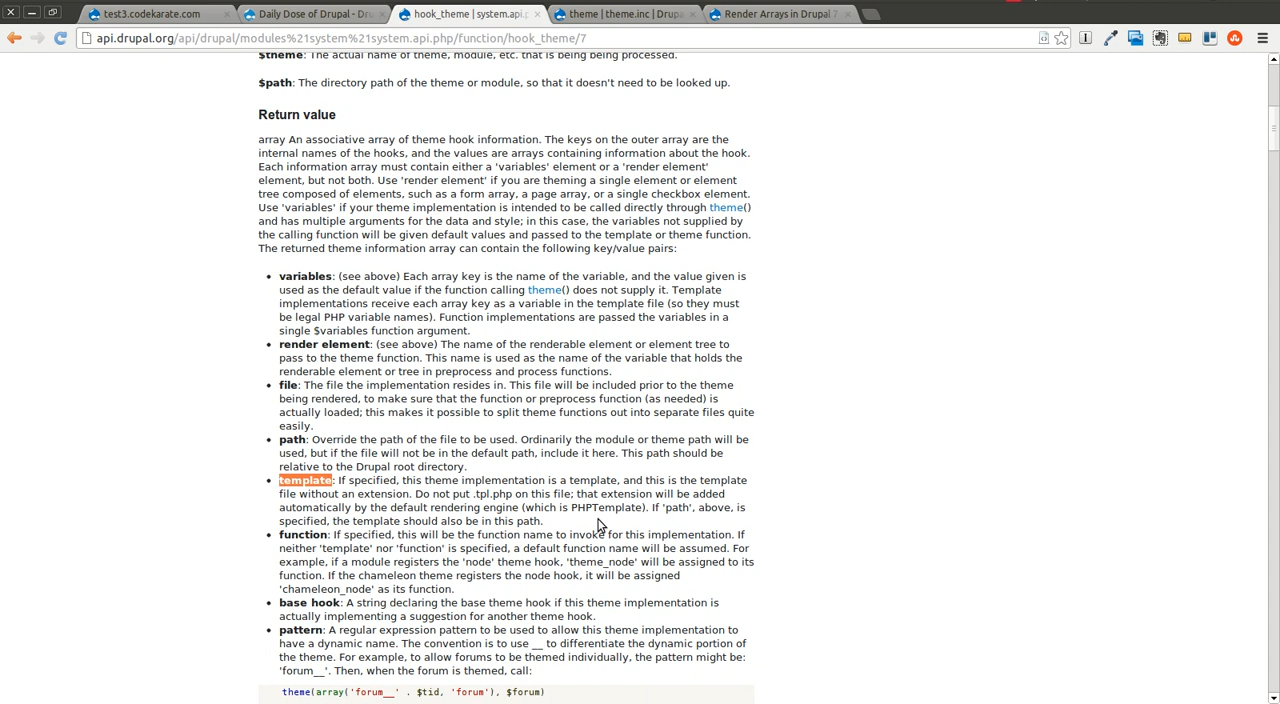 test3.codekarate.com
Daily Dose of Drupal - Dru
hook_theme | system.api.p
theme | theme.inc | Drupa
Render Arrays in Drupal 7
api.drupal.org/api/drupal/modules%21system%21system.api.php/function/hook_theme/7
$theme: The actual name of theme, module, etc. that is being being processed.
$path: The directory path of the theme or module, so that it doesn't need to be looked up.
Return value
array An associative array of theme hook information. The keys on the outer array are the
internal names of the hooks, and the values are arrays containing information about the hook.
Each information array must contain either a 'variables' element or a 'render element'
element, but not both. Use 'render element' if you are theming a single element or element
tree composed of elements, such as a form array, a page array, or a single checkbox element.
Use 'variables' if your theme implementation is intended to be called directly through theme()
and has multiple arguments for the data and style; in this case, the variables not supplied by
the calling function will be given default values and passed to the template or theme function.
The returned theme information array can contain the following key/value pairs:
• variables: (see above) Each array key is the name of the variable, and the value given is
used as the default value if the function calling theme() does not supply it. Template
implementations receive each array key as a variable in the template file (so they must
be legal PHP variable names). Function implementations are passed the variables in a
single $variables function argument.
• render element: (see above) The name of the renderable element or element tree to
pass to the theme function. This name is used as the name of the variable that holds the
renderable element or tree in preprocess and process functions.
• file: The file the implementation resides in. This file will be included prior to the theme
being rendered, to make sure that the function or preprocess function (as needed) is
actually loaded; this makes it possible to split theme functions out into separate files quite
easily.
• path: Override the path of the file to be used. Ordinarily the module or theme path will be
used, but if the file will not be in the default path, include it here. This path should be
relative to the Drupal root directory.
• template: If specified, this theme implementation is a template, and this is the template
file without an extension. Do not put .tpl.php on this file; that extension will be added
automatically by the default rendering engine (which is PHPTemplate). If 'path', above, is
specified, the template should also be in this path.
• function: If specified, this will be the function name to invoke for this implementation. If
neither 'template' nor 'function' is specified, a default function name will be assumed. For
example, if a module registers the 'node' theme hook, 'theme_node' will be assigned to its
function. If the chameleon theme registers the node hook, it will be assigned
'chameleon_node' as its function.
• base hook: A string declaring the base theme hook if this theme implementation is
actually implementing a suggestion for another theme hook.
• pattern: A regular expression pattern to be used to allow this theme implementation to
have a dynamic name. The convention is to use __ to differentiate the dynamic portion of
the theme. For example, to allow forums to be themed individually, the pattern might be:
'forum__'. Then, when the forum is themed, call:
theme(array('forum__' . $tid, 'forum'), $forum)